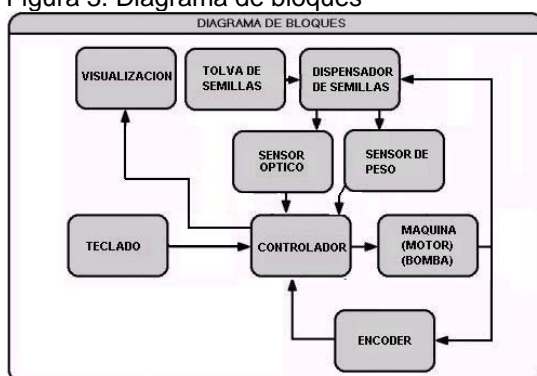 Figura 3. Diagrama de bloques
DIAGRAMA DE BLOQUES
VISUALIZACION
TOLVA DE
SEMILLAS
DISPENSADOR
DE SEMILLAS
SENSOR
OPTICO
SENSOR DE
PESO
TECLADO
CONTROLADOR
MAQUINA
(MOTOR)
(BOMBA)
ENCODER